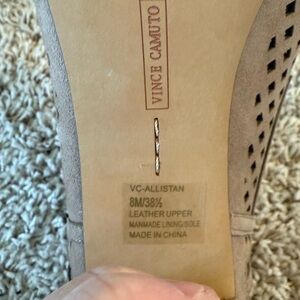 VINCE CAMUTO
VC-ALLISTAN
8M/38½
LEATHER UPPER
MANMADE LINING/SOLE
MADE IN CHINA